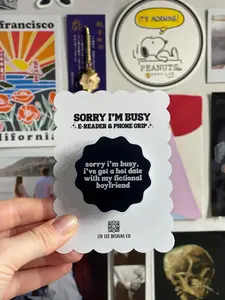 FRANCISCO
IT'S MORNING!
SORRY I'M BUSY
E-READER & PHONE GRIP
sorry i'm busy,
i've got a hot date
with my fictional
boyfriend
LIV LEE DESIGNS CO